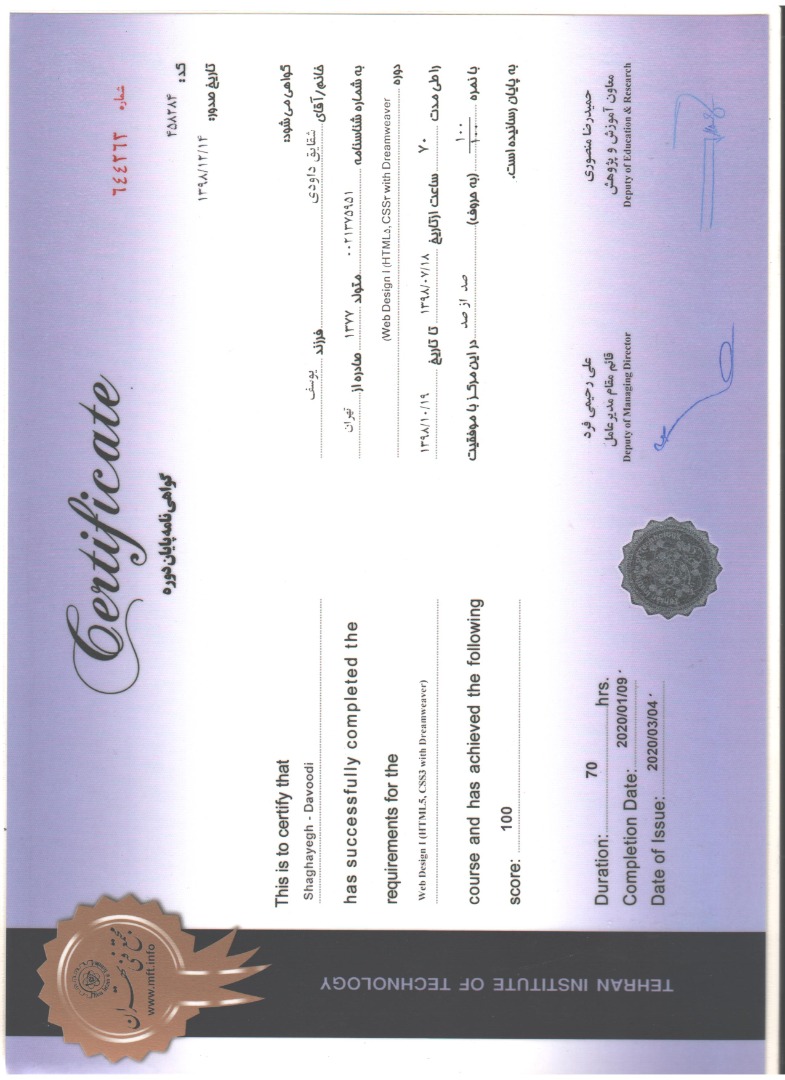 مجتمع فنی تهران
www.mft.info
TEHRAN INSTITUTE OF TECHNOLOGY
Certificate
گواهی نامه پایان دوره
شماره ٦٤٤٢٦٢
کد: ۴۵۸۲۸۴
تاریخ صدور: ۱۳۹۸/۱۲/۱۴
This is to certify that
Shaghayegh - Davoodi
has successfully completed the
requirements for the
Web Design I (HTML5, CSS3 with Dreamweaver)
course and has achieved the following
score: 100
Duration: 70 hrs.
Completion Date: 2020/01/09
Date of Issue: 2020/03/04
گواهی می شود:
خانم/آقای شقایق داودی فرزند یوسف
به شماره شناسنامه ۰۰۲۱۳۷۵۹۵۱ متولد ۱۳۷۷ صادره از تهران
دوره Web Design I (HTML۵, CSS۳ with Dreamweaver)
را طی مدت ۷۰ ساعت از تاریخ ۱۳۹۸/۰۷/۱۸ تا تاریخ ۱۳۹۸/۱۰/۱۹
با نمره ۱۰۰/۱۰۰ (به حروف) صد از صد در این مرکز با موفقیت
به پایان رسانیده است.
علی رحیمی فرد
قائم مقام مدیرعامل
Deputy of Managing Director
حمیدرضا منصوری
معاون آموزش و پژوهش
Deputy of Education & Research